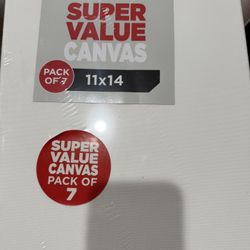 SUPER
VALUE
CANVAS
PACK
OF 7
11x14
SUPER
VALUE
CANVAS
PACK OF
7